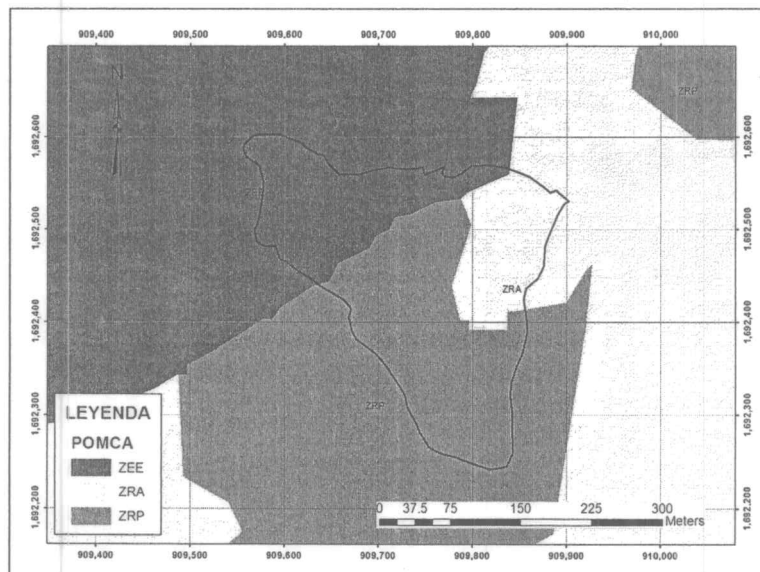 909,400 909,500 909,600 909,700 909,800 909,900 910,000
N
ZRP
1,692,600 1,692,600
1,692,500 1,692,500
ZRA
1,692,400 1,692,400
ZRP
1,692,300 1,692,300
1,692,200 1,692,200
LEYENDA
POMCA
ZEE
ZRA
ZRP
0 37.5 75 150 225 300
Meters
909,400 909,500 909,600 909,700 909,800 909,900 910,000